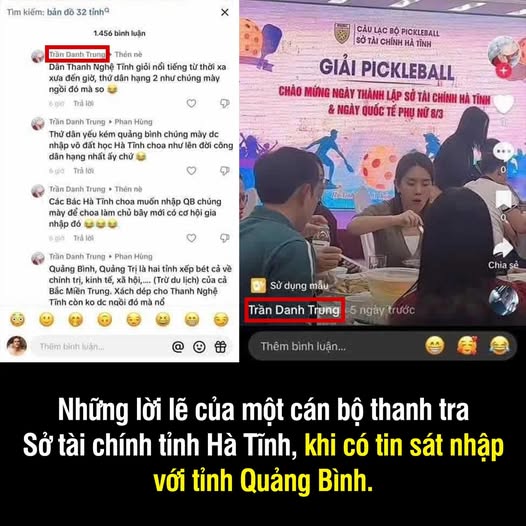 Tìm kiếm: bản đồ 32 tỉnh
1.456 bình luận
Trần Danh Trung › Thén nè
Dân Thanh Nghệ Tĩnh giỏi nổi tiếng từ thời xa
xưa đến giờ, thứ dân hạng 2 như chúng mày
ngồi đó mà so 😂
6n trước Trả lời
Trần Danh Trung › Phan Hùng
Thứ dân yếu kém quảng bình chúng mày dc
nhập vô đất học Hà Tĩnh choa như lên đời công
dân hạng nhất ấy chứ 😂
Trả lời
Trần Danh Trung › Thén nè
Các Bác Hà Tĩnh choa muốn nhập QB chúng
mày để choa làm chủ bây mới có cơ hội gia
nhập đó 😂😂😂
Trả lời
Trần Danh Trung › Phan Hùng
Quảng Bình, Quảng Trị là hai tỉnh xếp bét cả về
chính trị, kinh tế, xã hội,.... (Trừ du lịch) của cả
Bắc Miền Trung. Xách dép cho Thanh Nghệ
Tĩnh còn ko dc ngồi đó mà nổ
Thêm bình luận...
CÂU LẠC BỘ PICKLEBALL
SỞ TÀI CHÍNH HÀ TĨNH
GIẢI PICKLEBALL
CHÀO MỪNG NGÀY THÀNH LẬP SỞ TÀI CHÍNH HÀ TĨNH
& NGÀY QUỐC TẾ PHỤ NỮ 8/3
Chia sẻ
Sử dụng mẫu
Trần Danh Trung · 5 ngày trước
Thêm bình luận...
Những lời lẽ của một cán bộ thanh tra
Sở tài chính tỉnh Hà Tĩnh, khi có tin sát nhập
với tỉnh Quảng Bình.